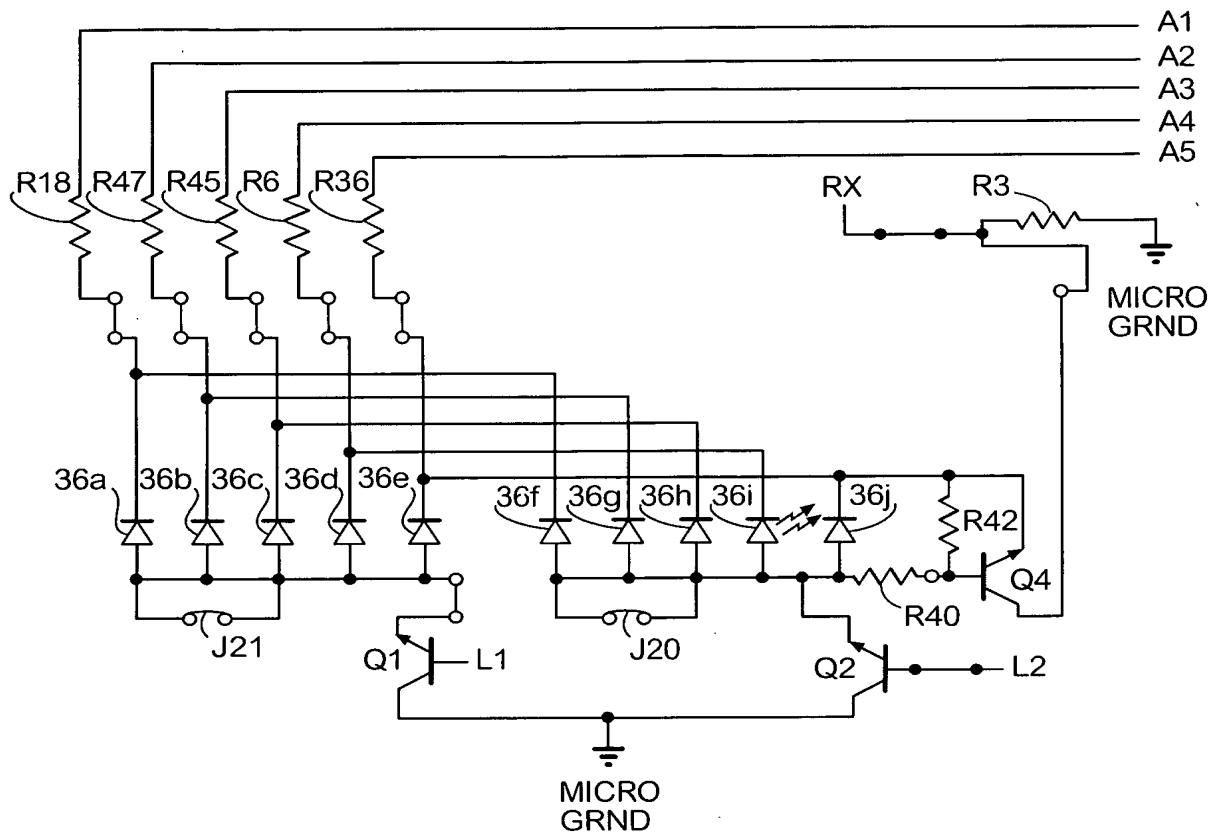 A1
A2
A3
A4
A5
R18 R47 R45 R6 R36
RX R3
MICRO
GRND
36a 36b 36c 36d 36e 36f 36g 36h 36i 36j
R42
Q4
R40
J21 J20
Q1 L1 Q2 L2
MICRO
GRND